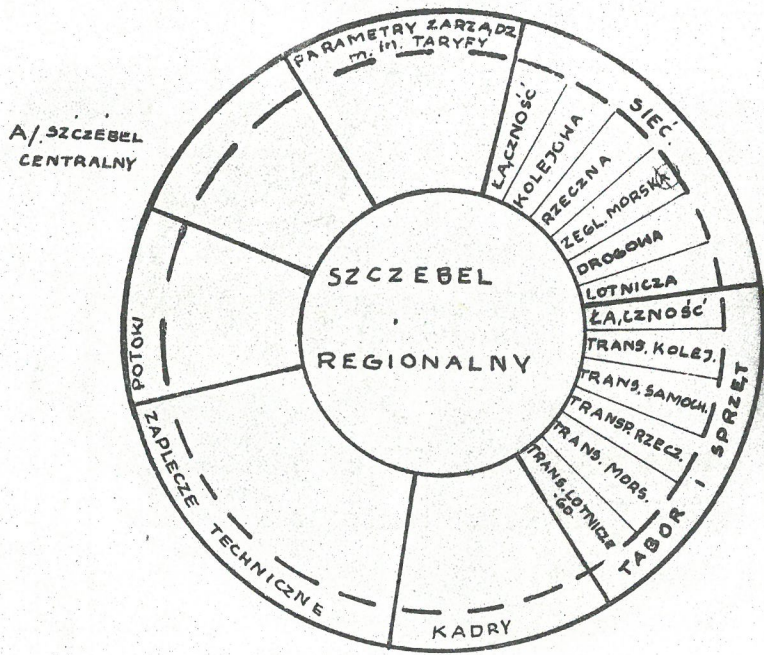 A/ SZCZEBEL
CENTRALNY
PARAMETRY ZARZĄDZ
m. in. TARYFY
SIEĆ.
ŁĄCZNOŚĆ
KOLEJOWA
RZECZNA
ŻEGL. MORSKA
DROGOWA
LOTNICZA
ŁĄCZNOŚĆ
TRANS. KOLEJ.
TRANS. SAMOCH.
TRANSP. RZECZ.
TRANS. MORS.
TRANS. LOTNICZE
TABOR I SPRZĘT
KADRY
ZAPLECZE TECHNICZNE
POTOKI
SZCZEBEL
REGIONALNY